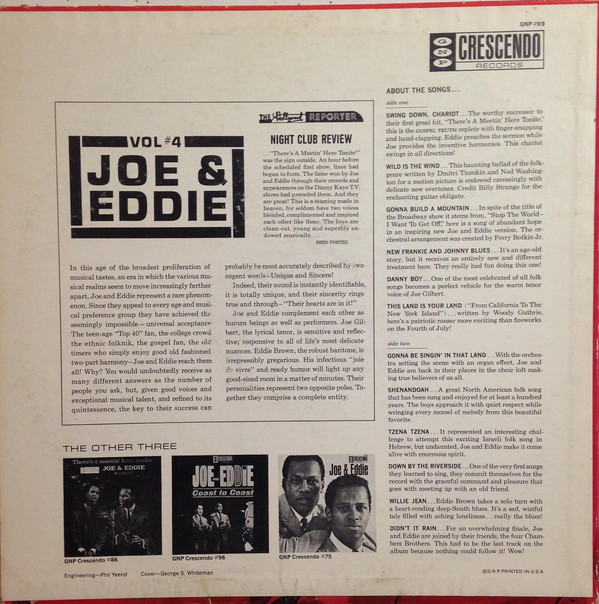 GNP #99
GNP
CRESCENDO
RECORDS
THE Hollywood REPORTER
NIGHT CLUB REVIEW
..."There's A Meetin' Here Tonite!"
was the sign outside. An hour before
the scheduled first show, lines had
begun to form. The fame won by Joe
and Eddie through their records and
appearances on the Danny Kaye T.V.
shows had preceded them. And they
are great! This is a teaming made in
heaven, for seldom have two voices
blended, complimented and inspired
each other like these. The boys are
clean-cut, young and superbly en-
dowed musically...
VOL #4
JOE &
EDDIE
In this age of the broadest proliferation of
musical tastes, an era in which the various mu-
sical realms seem to move increasingly farther
apart, Joe and Eddie represent a rare phenom-
enon. Since they appeal to every age and musi-
cal preference group they have achieved the
seemingly impossible – universal acceptance
The teen-age "Top 40" fan, the college crowd
the ethnic folknik, the gospel fan, the old
timers who simply enjoy good old fashioned
two-part harmony–Joe and Eddie reach them
all! Why? You would undoubtedly receive as
many different answers as the number of
people you ask, but, given good voices and
exceptional musical talent, and refined to its
quintessence, the key to their success can
probably be most accurately described by two
cogent words–Unique and Sincere!
Indeed, their sound is instantly identifiable,
it is totally unique, and their sincerity rings
true and through–"Their hearts are in it!"
Joe and Eddie complement each other as
human beings as well as performers. Joe Gil-
bert, the lyrical tenor, is sensitive and reflec-
tive; responsive to all of life's most delicate
nuances. Eddie Brown, the robust baritone, is
irrepressibly gregarious. His infectious "joie
de vivre" and ready humor will light up any
good-sized room in a matter of minutes. Their
personalities represent two opposite poles. To-
gether they comprise a complete entity.
THE OTHER THREE
There's a meetin' here tonite
JOE & EDDIE
GNP Crescendo #86
CRESCENDO
JOE AND EDDIE
Coast to Coast
GNP Crescendo #96
CRESCENDO
Joe & Eddie
GNP Crescendo #75
Engineering–Phil Yeend
Cover–George S. Whiteman
ABOUT THE SONGS...
side one
SWING DOWN, CHARIOT...The worthy successor to
their first great hit, "There's A Meetin' Here Tonite,"
this is the GOSPEL TRUTH replete with finger-snapping
and hand-clapping. Eddie preaches the sermon while
Joe provides the inventive harmonies. This chariot
swings in all directions!
WILD IS THE WIND...This haunting ballad of the folk-
genre written by Dmitri Tiomkin and Ned Washing-
ton for a motion picture is endowed caressingly with
delicate new overtones. Credit Billy Strange for the
enchanting guitar obligato.
GONNA BUILD A MOUNTAIN...In spite of the title of
the Broadway show it stems from, "Stop The World–
I Want To Get Off," here is a song of abundant hope
in an inspiring new Joe and Eddie version. The or-
chestral arrangement was created by Perry Botkin Jr.
NEW FRANKIE AND JOHNNY BLUES...It's an age-old
story, but it receives an entirely new and different
treatment here. They really had fun doing this one!
DANNY BOY...One of the most celebrated of all folk
songs becomes a perfect vehicle for the warm tenor
voice of Joe Gilbert.
THIS LAND IS YOUR LAND ("From California To The
New York Island")...written by Woody Guthrie,
here's a patriotic rouser more exciting than fireworks
on the Fourth of July!
side two
GONNA BE SINGIN' IN THAT LAND...With the orches-
tra setting the scene with an organ effect, Joe and
Eddie are back in their places in the choir loft mak-
ing true believers of us all.
SHENANDOAH...A great North American folk song
that has been sung and enjoyed for at least a hundred
years. The boys approach it with quiet respect while
wringing every morsel of melody from this beautiful
favorite.
TZENA TZENA...It represented an interesting chal-
lenge to attempt this exciting Israeli folk song in
Hebrew, but undaunted, Joe and Eddie make it come
alive with enormous spirit.
DOWN BY THE RIVERSIDE...One of the very first songs
they learned to sing, they commit themselves for the
record with the graceful command and pleasure that
goes with meeting up with an old friend.
WILLIE JEAN...Eddie Brown takes a solo turn with
a heart-rending deep-South blues. It's a sad, wistful
tale filled with aching loneliness...really the blues!
DIDN'T IT RAIN...For an overwhelming finale, Joe
and Eddie are joined by their friends, the four Cham-
bers Brothers. This had to be the last track on the
album because nothing could follow it! Wow!
©G.N.P. PRINTED IN U.S.A.